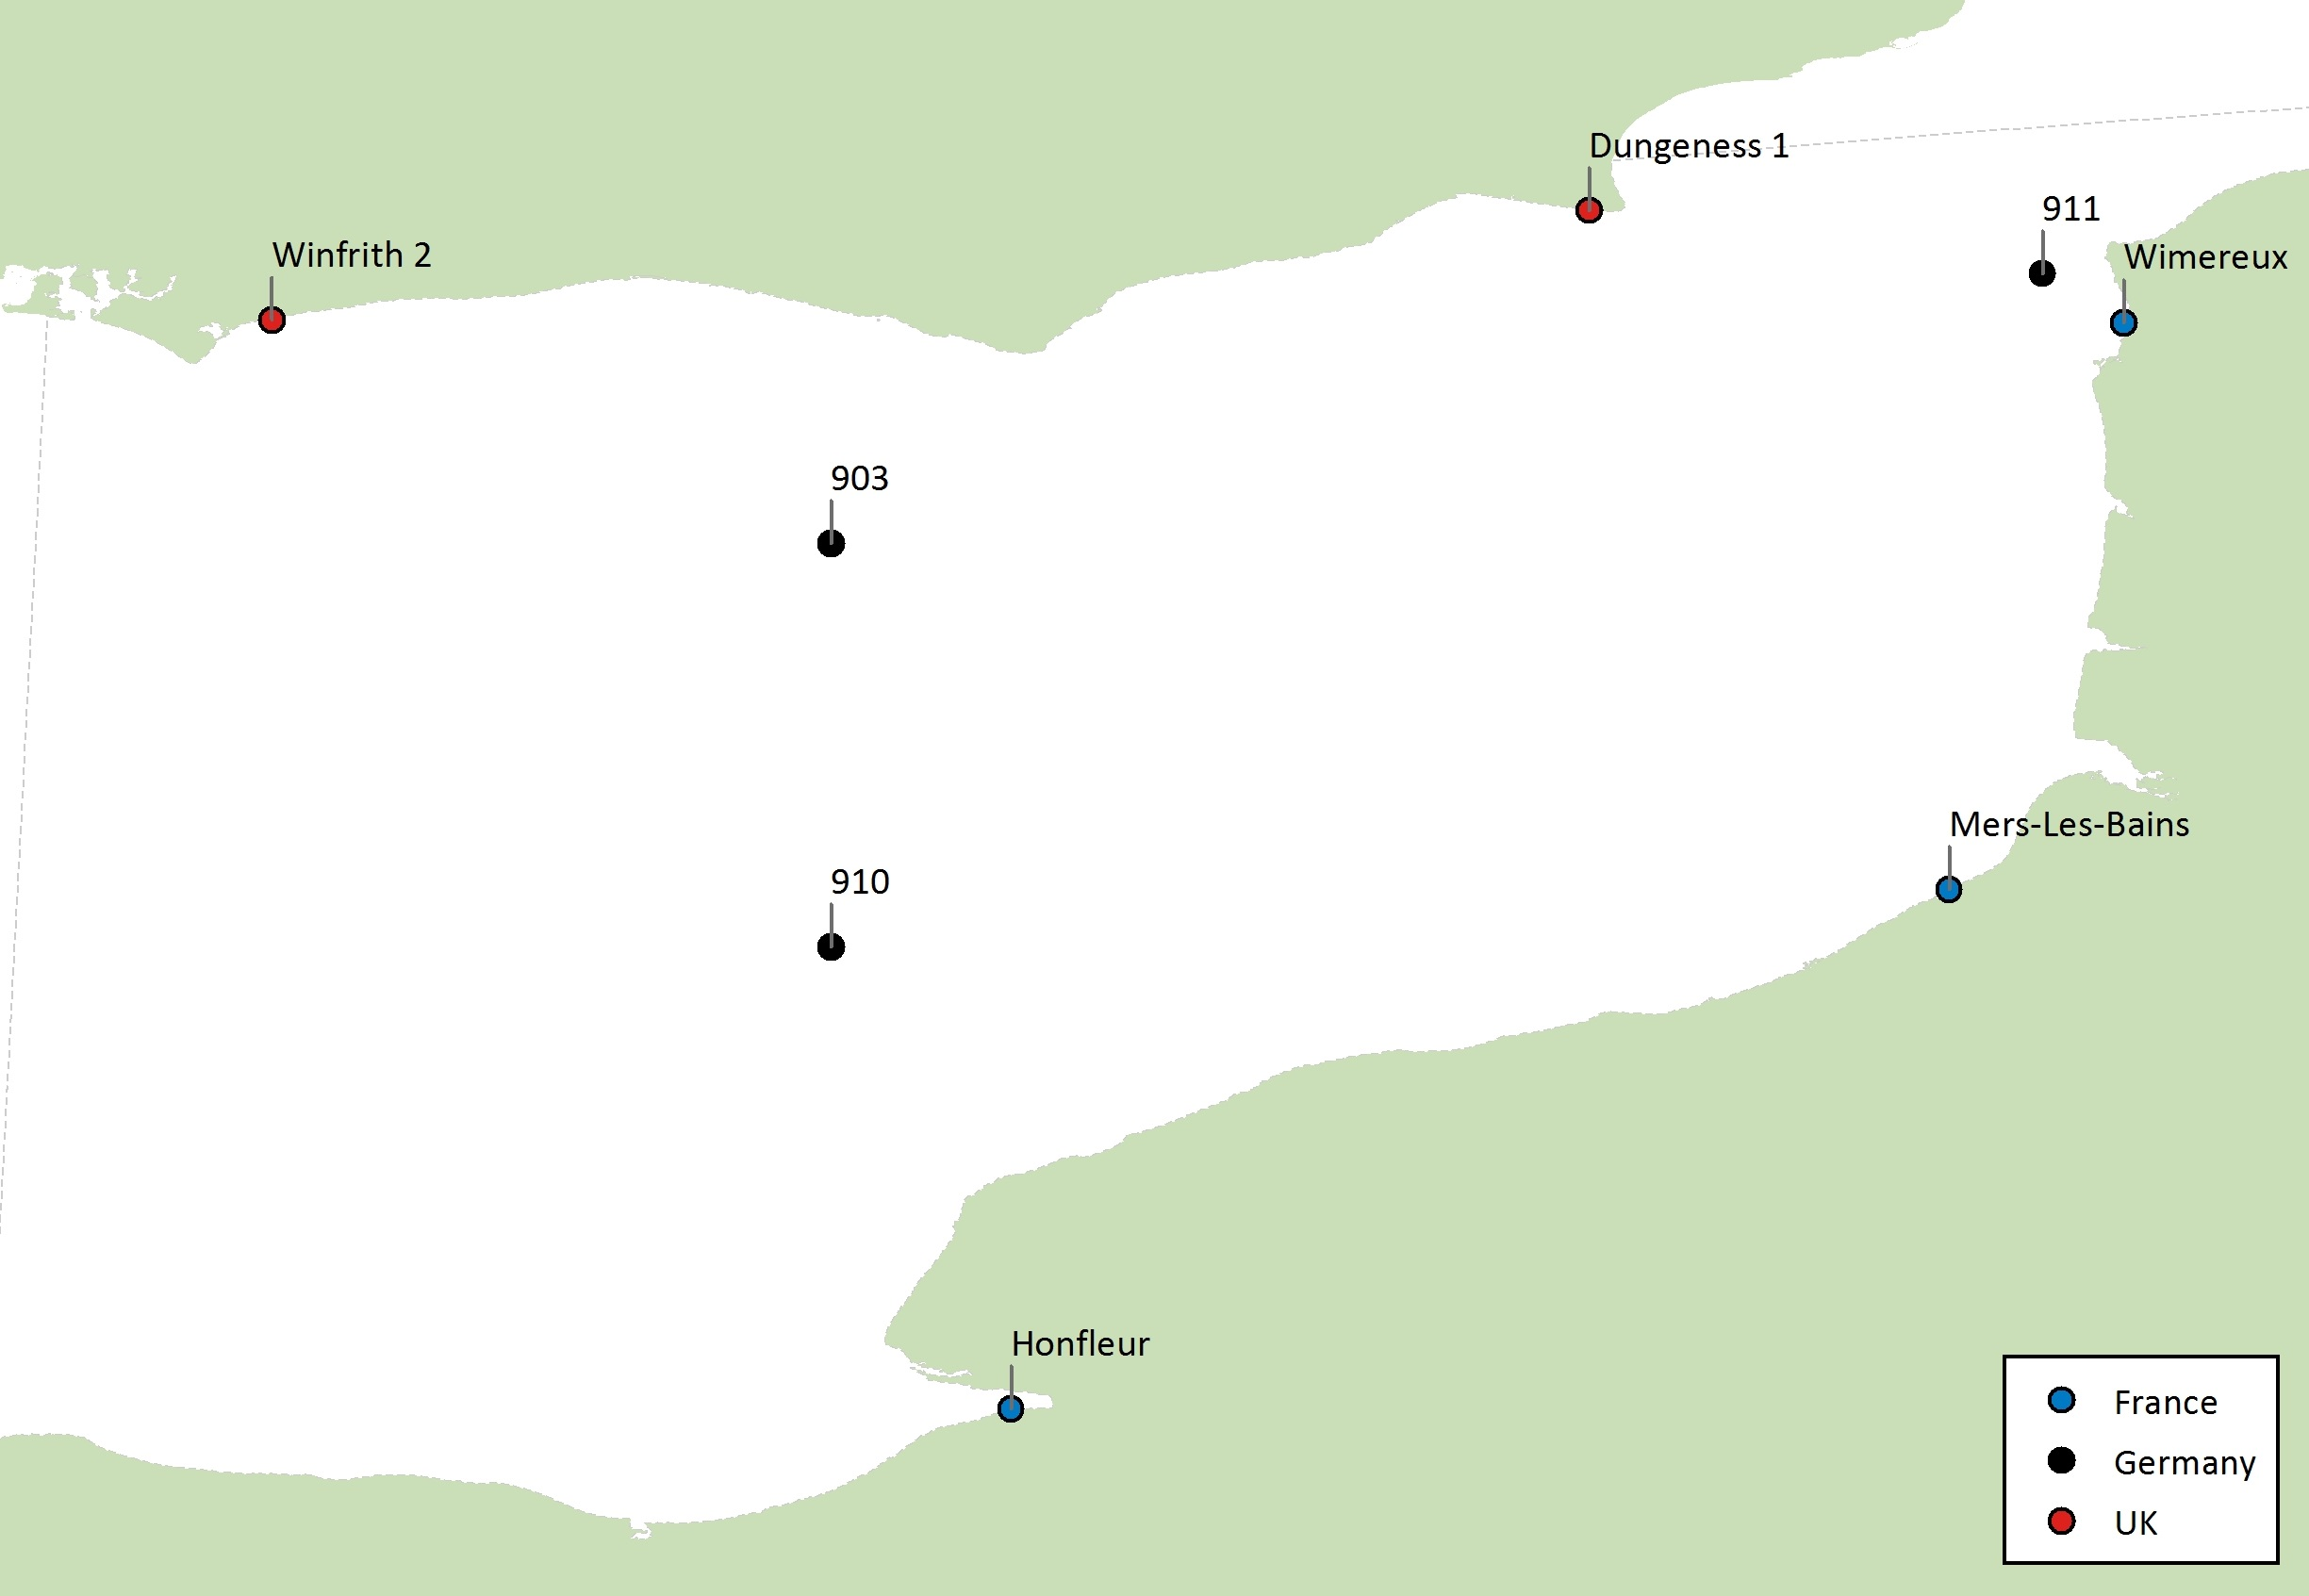 Dungeness 1
911
Winfrith 2
Wimereux
903
Mers-Les-Bains
910
Honfleur
France
Germany
UK